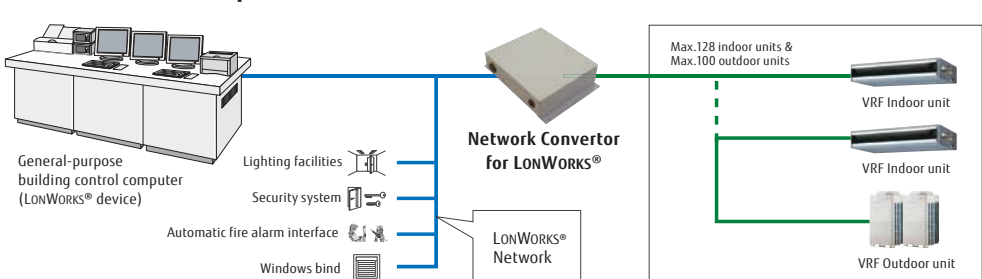 Max.128 indoor units &
Max.100 outdoor units
VRF Indoor unit
Network Convertor
for LONWORKS®
VRF Indoor unit
General-purpose
building control computer
(LONWORKS® device)
Lighting facilities
Security system
Automatic fire alarm interface
Windows bind
LONWORKS®
Network
VRF Outdoor unit